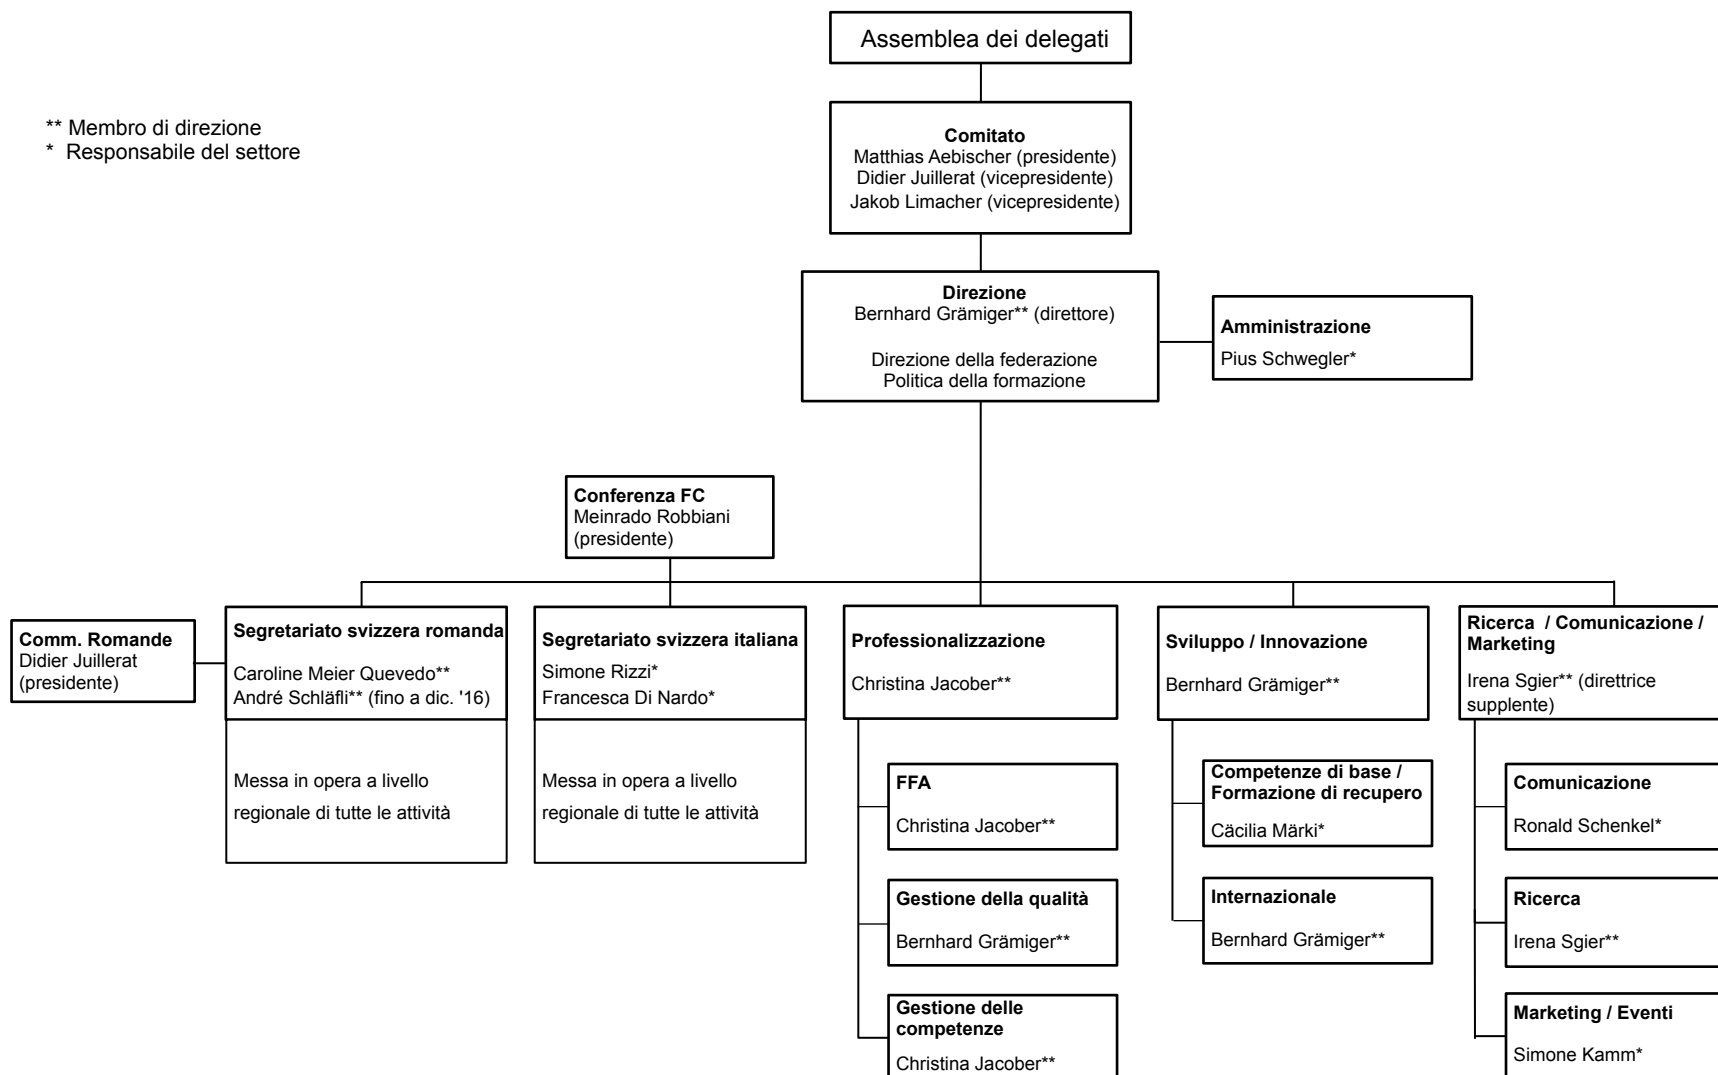 Assemblea dei delegati
** Membro di direzione
* Responsabile del settore
Comitato
Matthias Aebischer (presidente)
Didier Juillerat (vicepresidente)
Jakob Limacher (vicepresidente)
Direzione
Bernhard Grämiger** (direttore)
Direzione della federazione
Politica della formazione
Amministrazione
Pius Schwegler*
Conferenza FC
Meinrado Robbiani
(presidente)
Comm. Romande
Didier Juillerat
(presidente)
Segretariato svizzera romanda
Caroline Meier Quevedo**
André Schläfli** (fino a dic. '16)
Messa in opera a livello
regionale di tutte le attività
Segretariato svizzera italiana
Simone Rizzi*
Francesca Di Nardo*
Messa in opera a livello
regionale di tutte le attività
Professionalizzazione
Christina Jacober**
FFA
Christina Jacober**
Gestione della qualità
Bernhard Grämiger**
Gestione delle
competenze
Christina Jacober**
Sviluppo / Innovazione
Bernhard Grämiger**
Competenze di base /
Formazione di recupero
Cäcilia Märki*
Internazionale
Bernhard Grämiger**
Ricerca / Comunicazione /
Marketing
Irena Sgier** (direttrice
supplente)
Comunicazione
Ronald Schenkel*
Ricerca
Irena Sgier**
Marketing / Eventi
Simone Kamm*